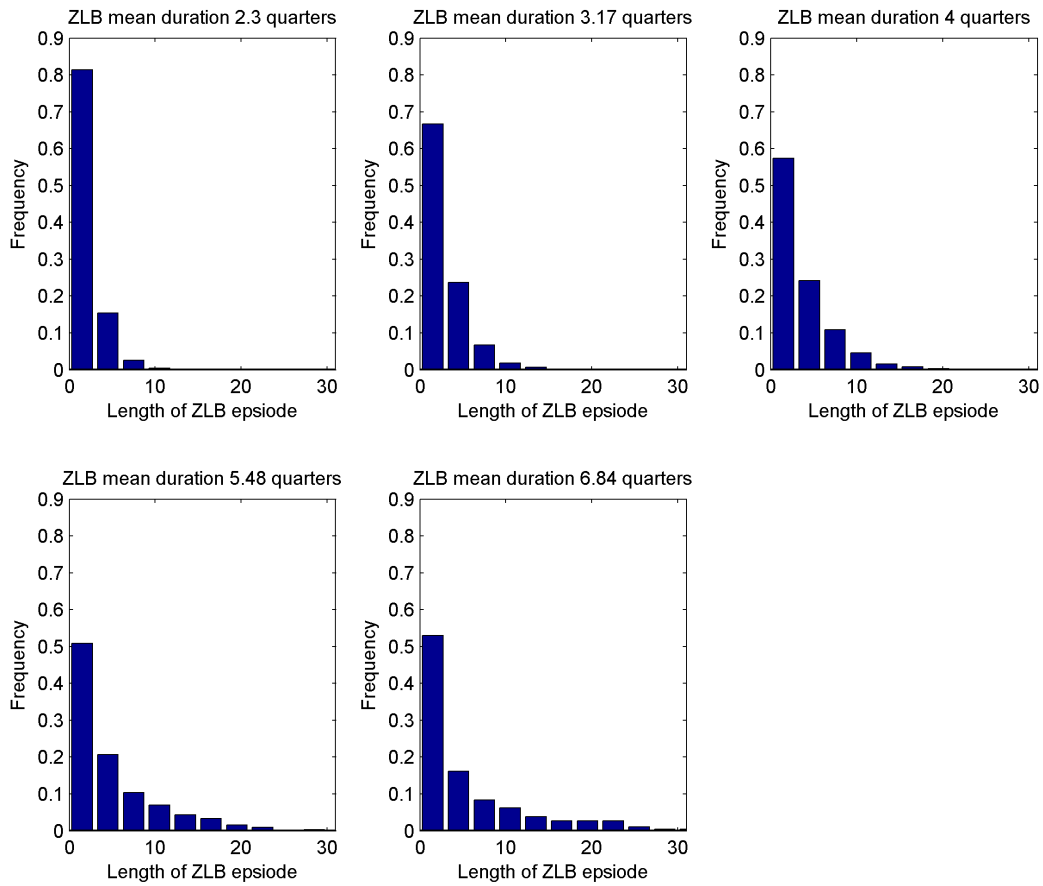 ZLB mean duration 2.3 quarters
0.9
0.8
0.7
0.6
0.5
0.4
0.3
0.2
0.1
0
Frequency
0 10 20 30
Length of ZLB epsiode
ZLB mean duration 3.17 quarters
0.9
0.8
0.7
0.6
0.5
0.4
0.3
0.2
0.1
0
Frequency
0 10 20 30
Length of ZLB epsiode
ZLB mean duration 4 quarters
0.9
0.8
0.7
0.6
0.5
0.4
0.3
0.2
0.1
0
Frequency
0 10 20 30
Length of ZLB epsiode
ZLB mean duration 5.48 quarters
0.9
0.8
0.7
0.6
0.5
0.4
0.3
0.2
0.1
0
Frequency
0 10 20 30
Length of ZLB epsiode
ZLB mean duration 6.84 quarters
0.9
0.8
0.7
0.6
0.5
0.4
0.3
0.2
0.1
0
Frequency
0 10 20 30
Length of ZLB epsiode